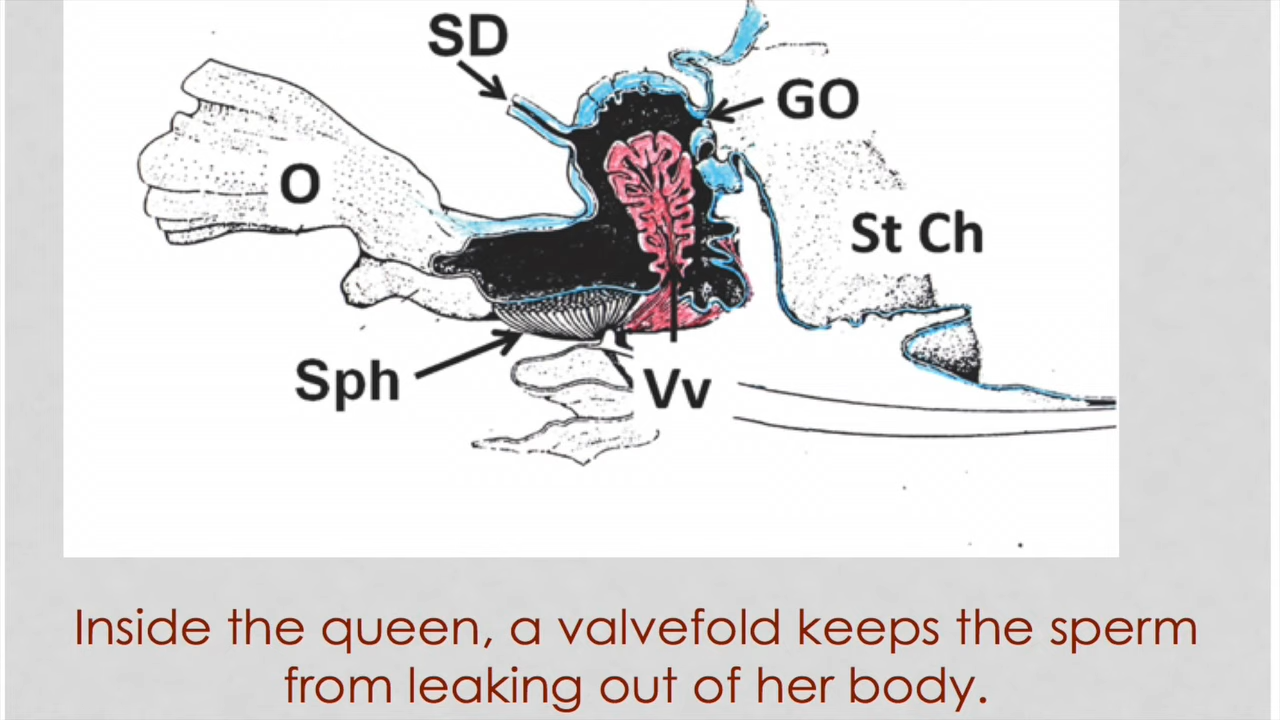 SD
GO
O
St Ch
Sph
Vv
Inside the queen, a valvefold keeps the sperm
from leaking out of her body.